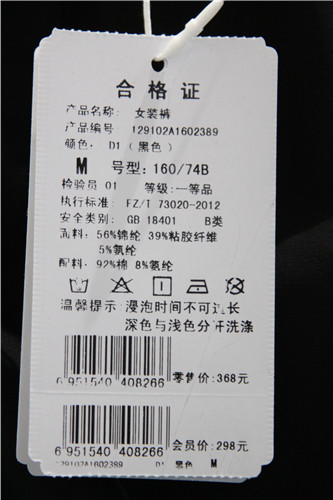 合格证
产品名称: 女装裤
产品编号: 129102A1602389
颜色: D1 (黑色)
M 号型: 160/74B
检验员 01 等级: 一等品
执行标准: FZ/T 73020-2012
安全类别: GB 18401 B类
面料: 56%锦纶 39%粘胶纤维
5%氨纶
配料: 92%棉 8%氨纶
温馨提示: 漫泡时间不可过长
深色与浅色分开洗涤
6 951540 408266 零售价: 368元
6 951540 408266 会员价: 298元
129102A1602389 D1 黑色 M